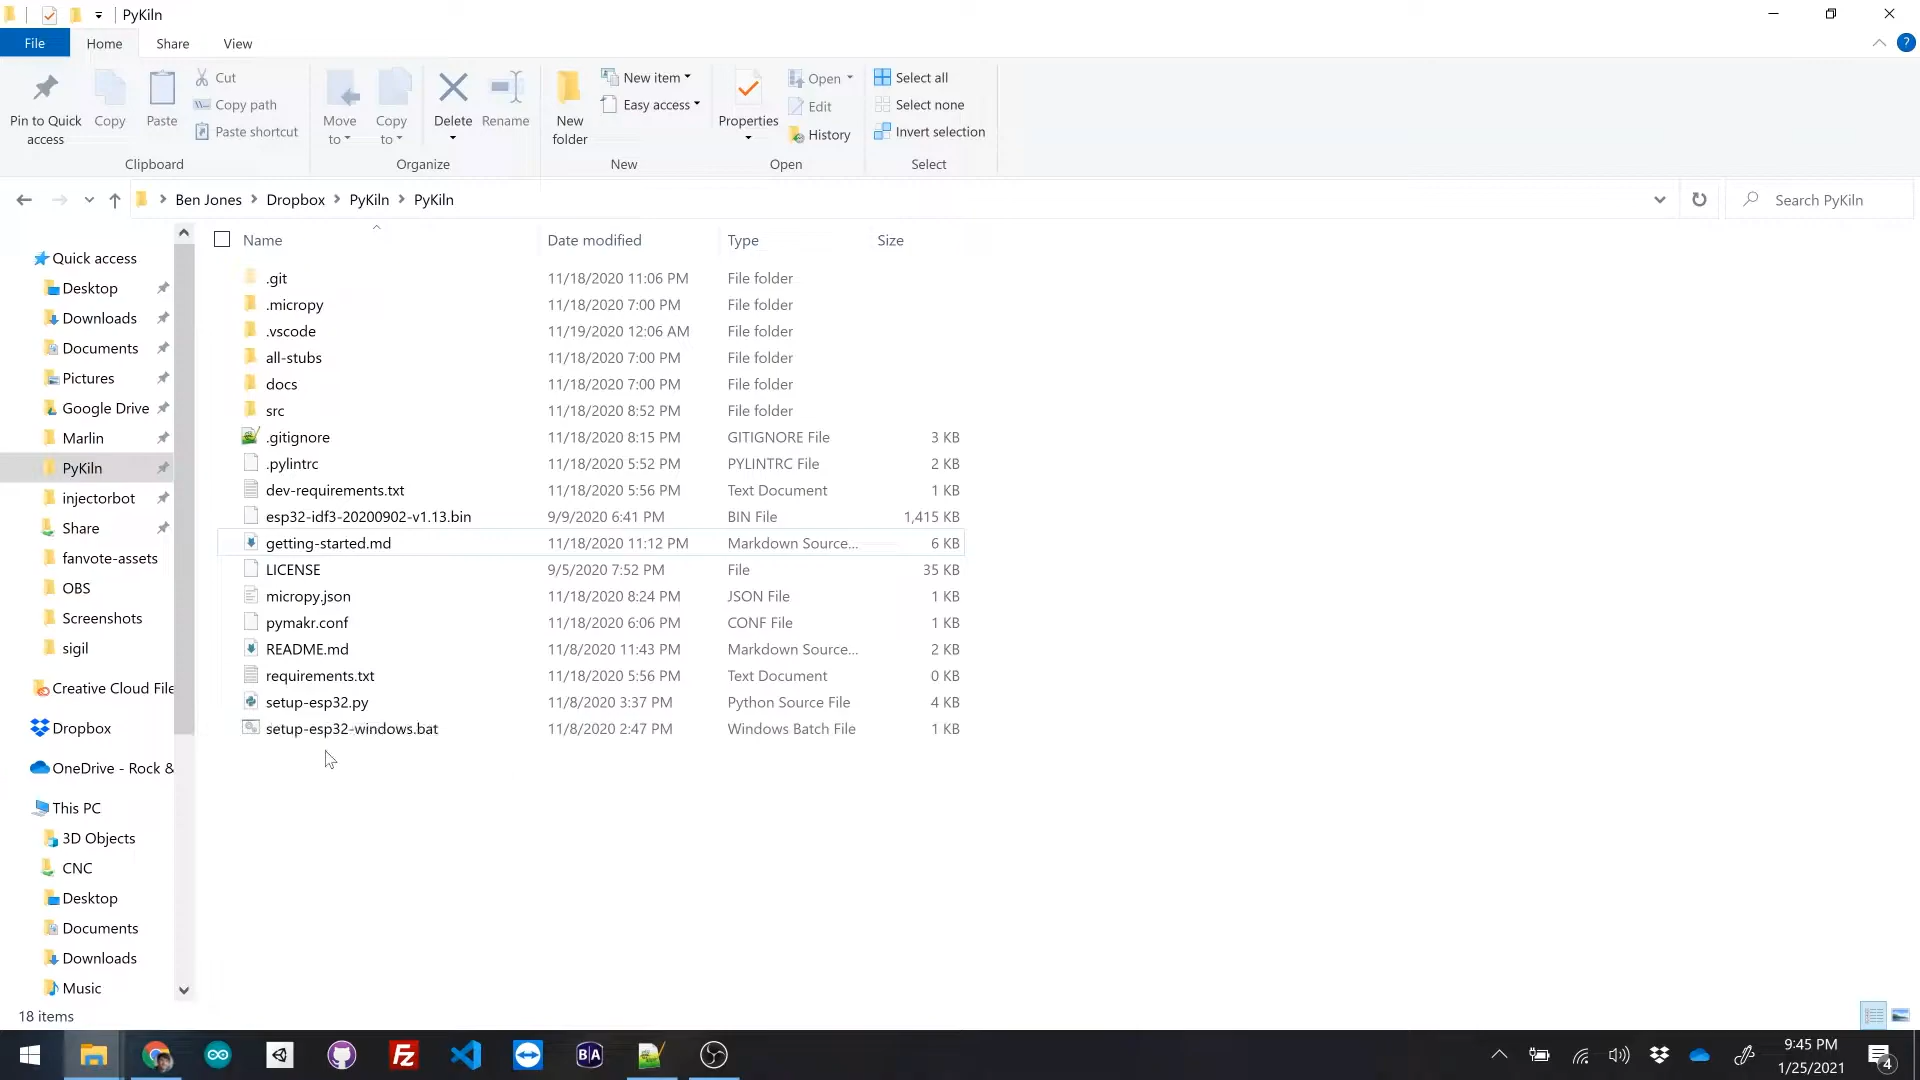 PyKiln
File Home Share View
Pin to Quick access
Copy
Paste
Cut
Copy path
Paste shortcut
Clipboard
Move to
Copy to
Delete
Rename
Organize
New folder
New item
Easy access
New
Properties
Open
Edit
History
Open
Select all
Select none
Invert selection
Select
Ben Jones > Dropbox > PyKiln > PyKiln
Search PyKiln
Quick access
Desktop
Downloads
Documents
Pictures
Google Drive
Marlin
PyKiln
injectorbot
Share
fanvote-assets
OBS
Screenshots
sigil
Creative Cloud File
Dropbox
OneDrive - Rock &
This PC
3D Objects
CNC
Desktop
Documents
Downloads
Music
Name Date modified Type Size
.git 11/18/2020 11:06 PM File folder
.micropy 11/18/2020 7:00 PM File folder
.vscode 11/19/2020 12:06 AM File folder
all-stubs 11/18/2020 7:00 PM File folder
docs 11/18/2020 7:00 PM File folder
src 11/18/2020 8:52 PM File folder
.gitignore 11/18/2020 8:15 PM GITIGNORE File 3 KB
.pylintrc 11/18/2020 5:52 PM PYLINTRC File 2 KB
dev-requirements.txt 11/18/2020 5:56 PM Text Document 1 KB
esp32-idf3-20200902-v1.13.bin 9/9/2020 6:41 PM BIN File 1,415 KB
getting-started.md 11/18/2020 11:12 PM Markdown Source... 6 KB
LICENSE 9/5/2020 7:52 PM File 35 KB
micropy.json 11/18/2020 8:24 PM JSON File 1 KB
pymakr.conf 11/18/2020 6:06 PM CONF File 1 KB
README.md 11/8/2020 11:43 PM Markdown Source... 2 KB
requirements.txt 11/18/2020 5:56 PM Text Document 0 KB
setup-esp32.py 11/8/2020 3:37 PM Python Source File 4 KB
setup-esp32-windows.bat 11/8/2020 2:47 PM Windows Batch File 1 KB
18 items
Fz
B|A
9:45 PM
1/25/2021
4